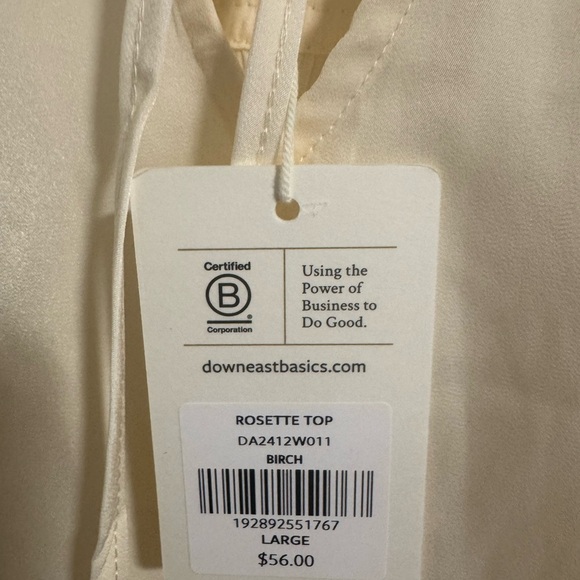 Certified
B
Corporation
Using the
Power of
Business to
Do Good.
downeastbasics.com
ROSETTE TOP
DA2412W011
BIRCH
192892551767
LARGE
$56.00